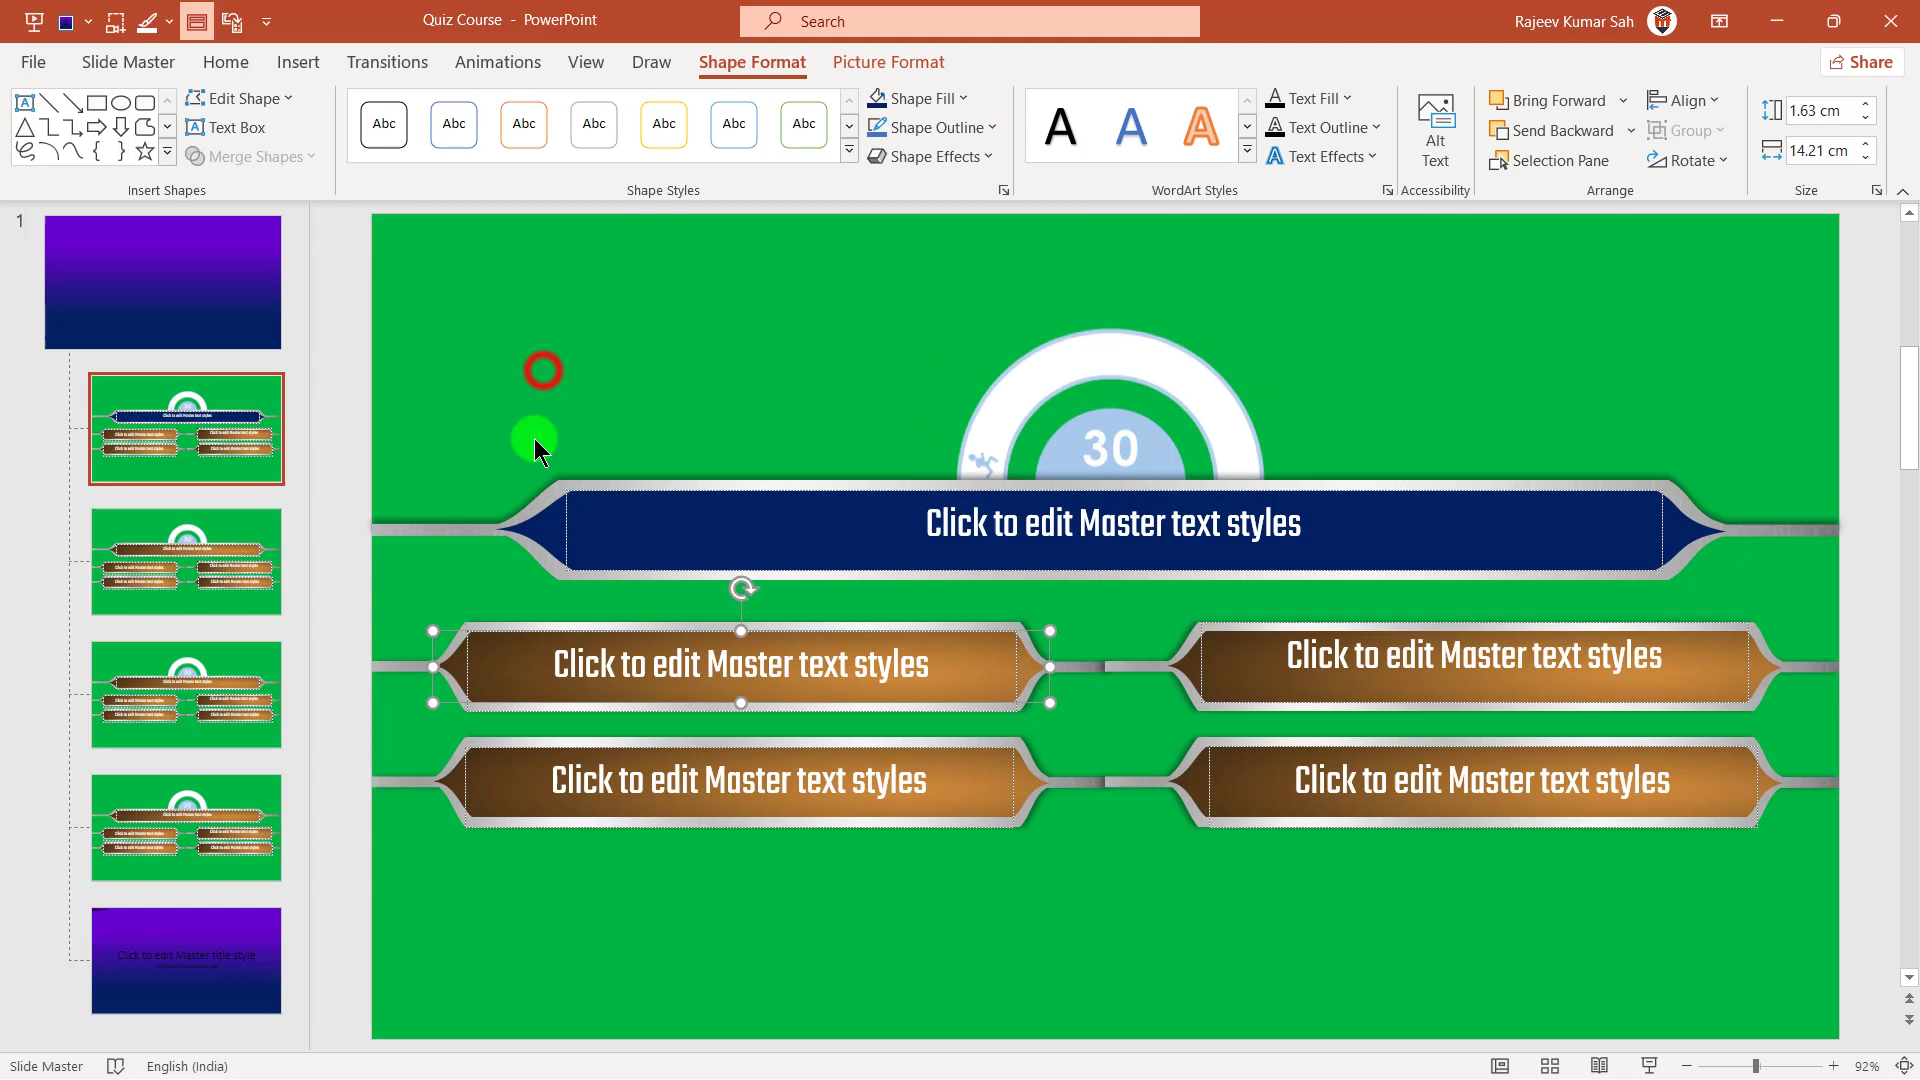 Quiz Course - PowerPoint
Search
Rajeev Kumar Sah
File
Slide Master
Home
Insert
Transitions
Animations
View
Draw
Shape Format
Picture Format
Share
Edit Shape
Text Box
Merge Shapes
Insert Shapes
Abc
Abc
Abc
Abc
Abc
Abc
Abc
Shape Fill
Shape Outline
Shape Effects
Shape Styles
A
A
A
Text Fill
Text Outline
Text Effects
WordArt Styles
Alt
Text
Accessibility
Bring Forward
Send Backward
Selection Pane
Align
Group
Rotate
Arrange
1.63 cm
14.21 cm
Size
1
30
Click to edit Master text styles
Click to edit Master text styles
Click to edit Master text styles
Click to edit Master text styles
Click to edit Master text styles
Click to edit Master title style
Slide Master
English (India)
92%